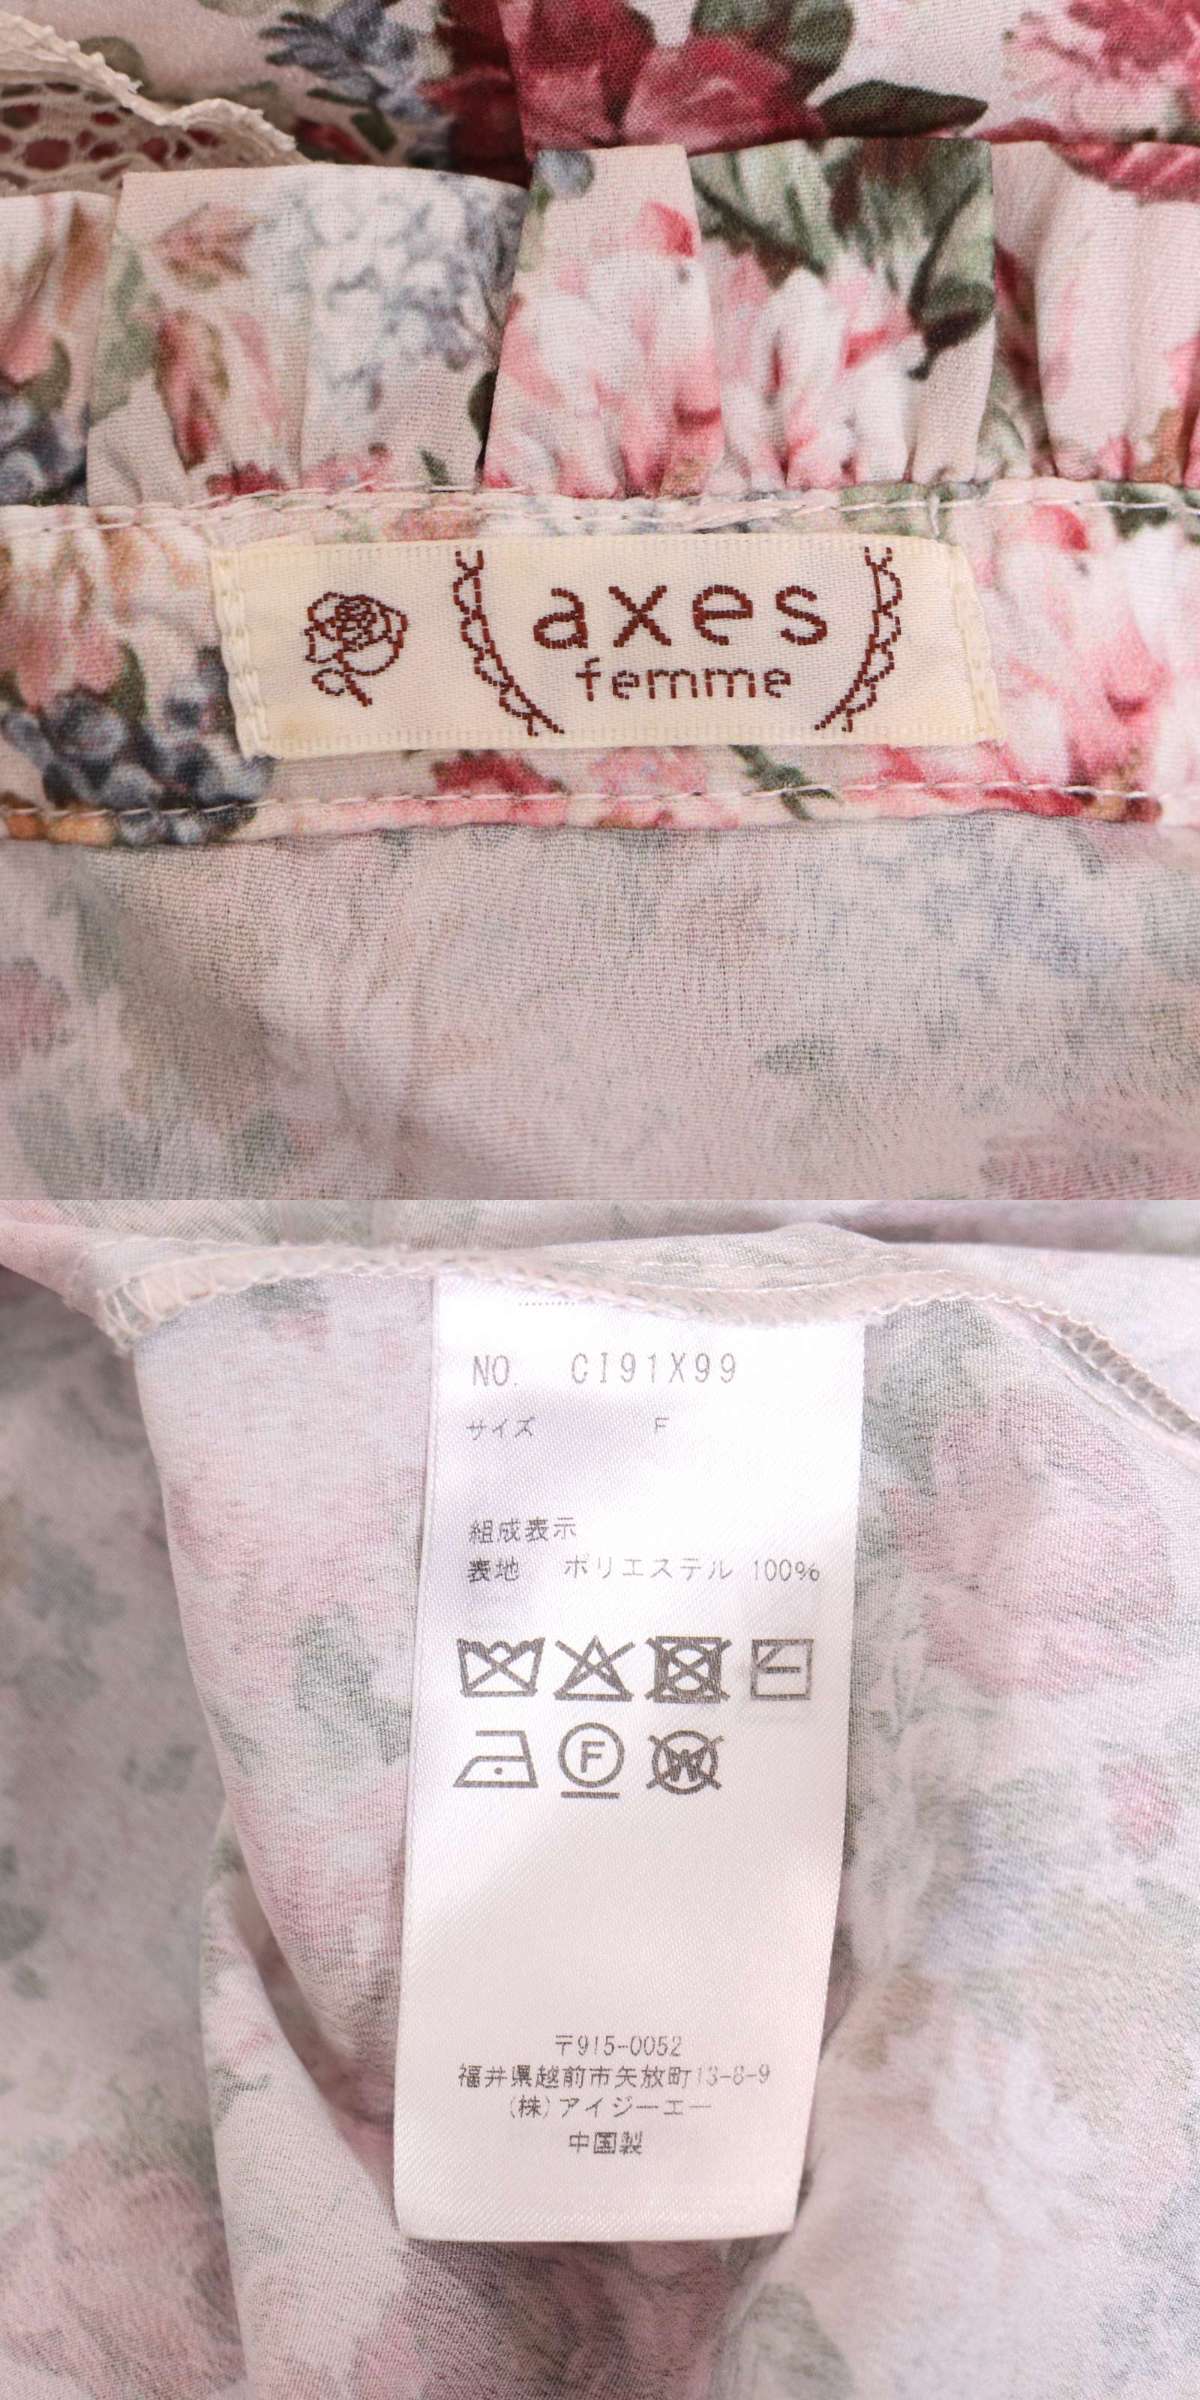 axes
femme
NO. CI91X99
サイズ F
組成表示
表地 ポリエステル 100%
F
W
〒915-0052
福井県越前市矢放町13-8-9
(株)アイジーエー
中国製